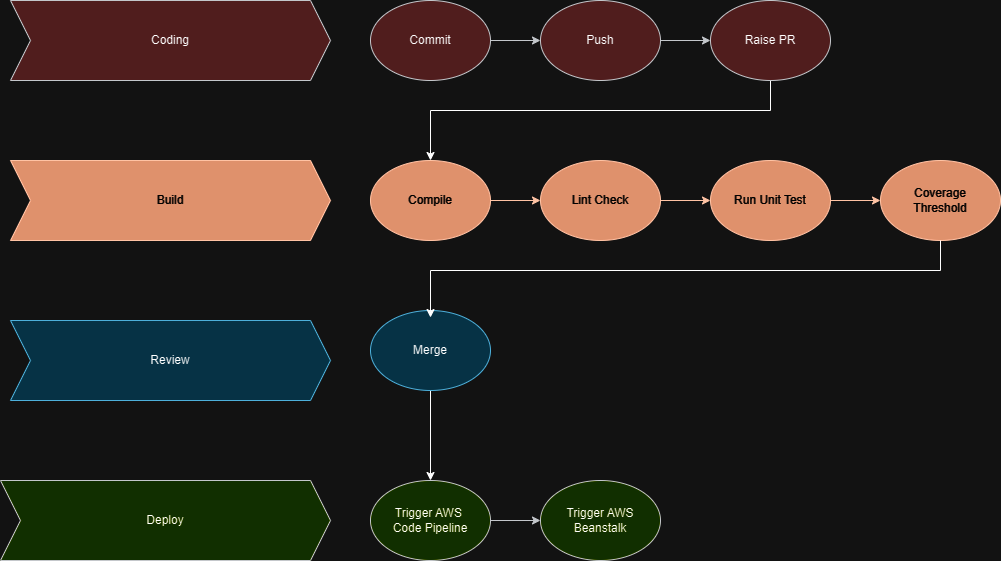 Coding
Commit
Push
Raise PR
Build
Compile
Lint Check
Run Unit Test
Coverage
Threshold
Review
Merge
Deploy
Trigger AWS
Code Pipeline
Trigger AWS
Beanstalk